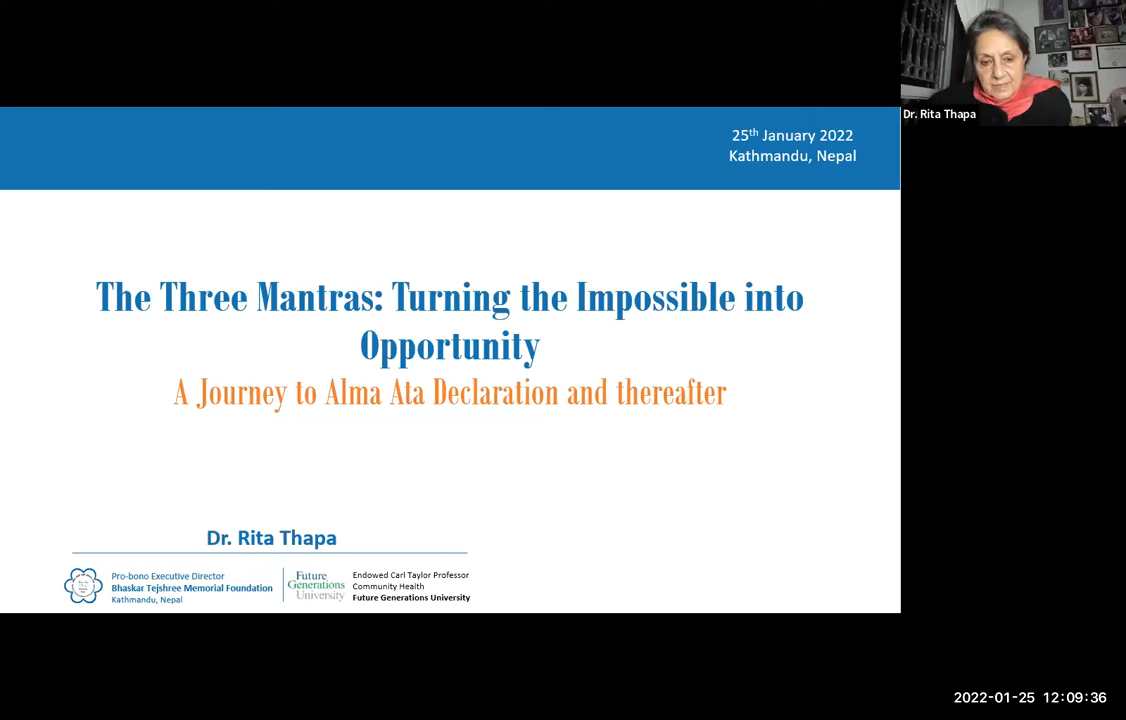 Dr. Rita Thapa
25th January 2022
Kathmandu, Nepal
The Three Mantras: Turning the Impossible into
Opportunity
A Journey to Alma Ata Declaration and thereafter
Dr. Rita Thapa
Pro-bono Executive Director
Bhaskar Tejshree Memorial Foundation
Kathmandu, Nepal
Future
Generations
University
Endowed Carl Taylor Professor
Community Health
Future Generations University
2022-01-25 12:09:36